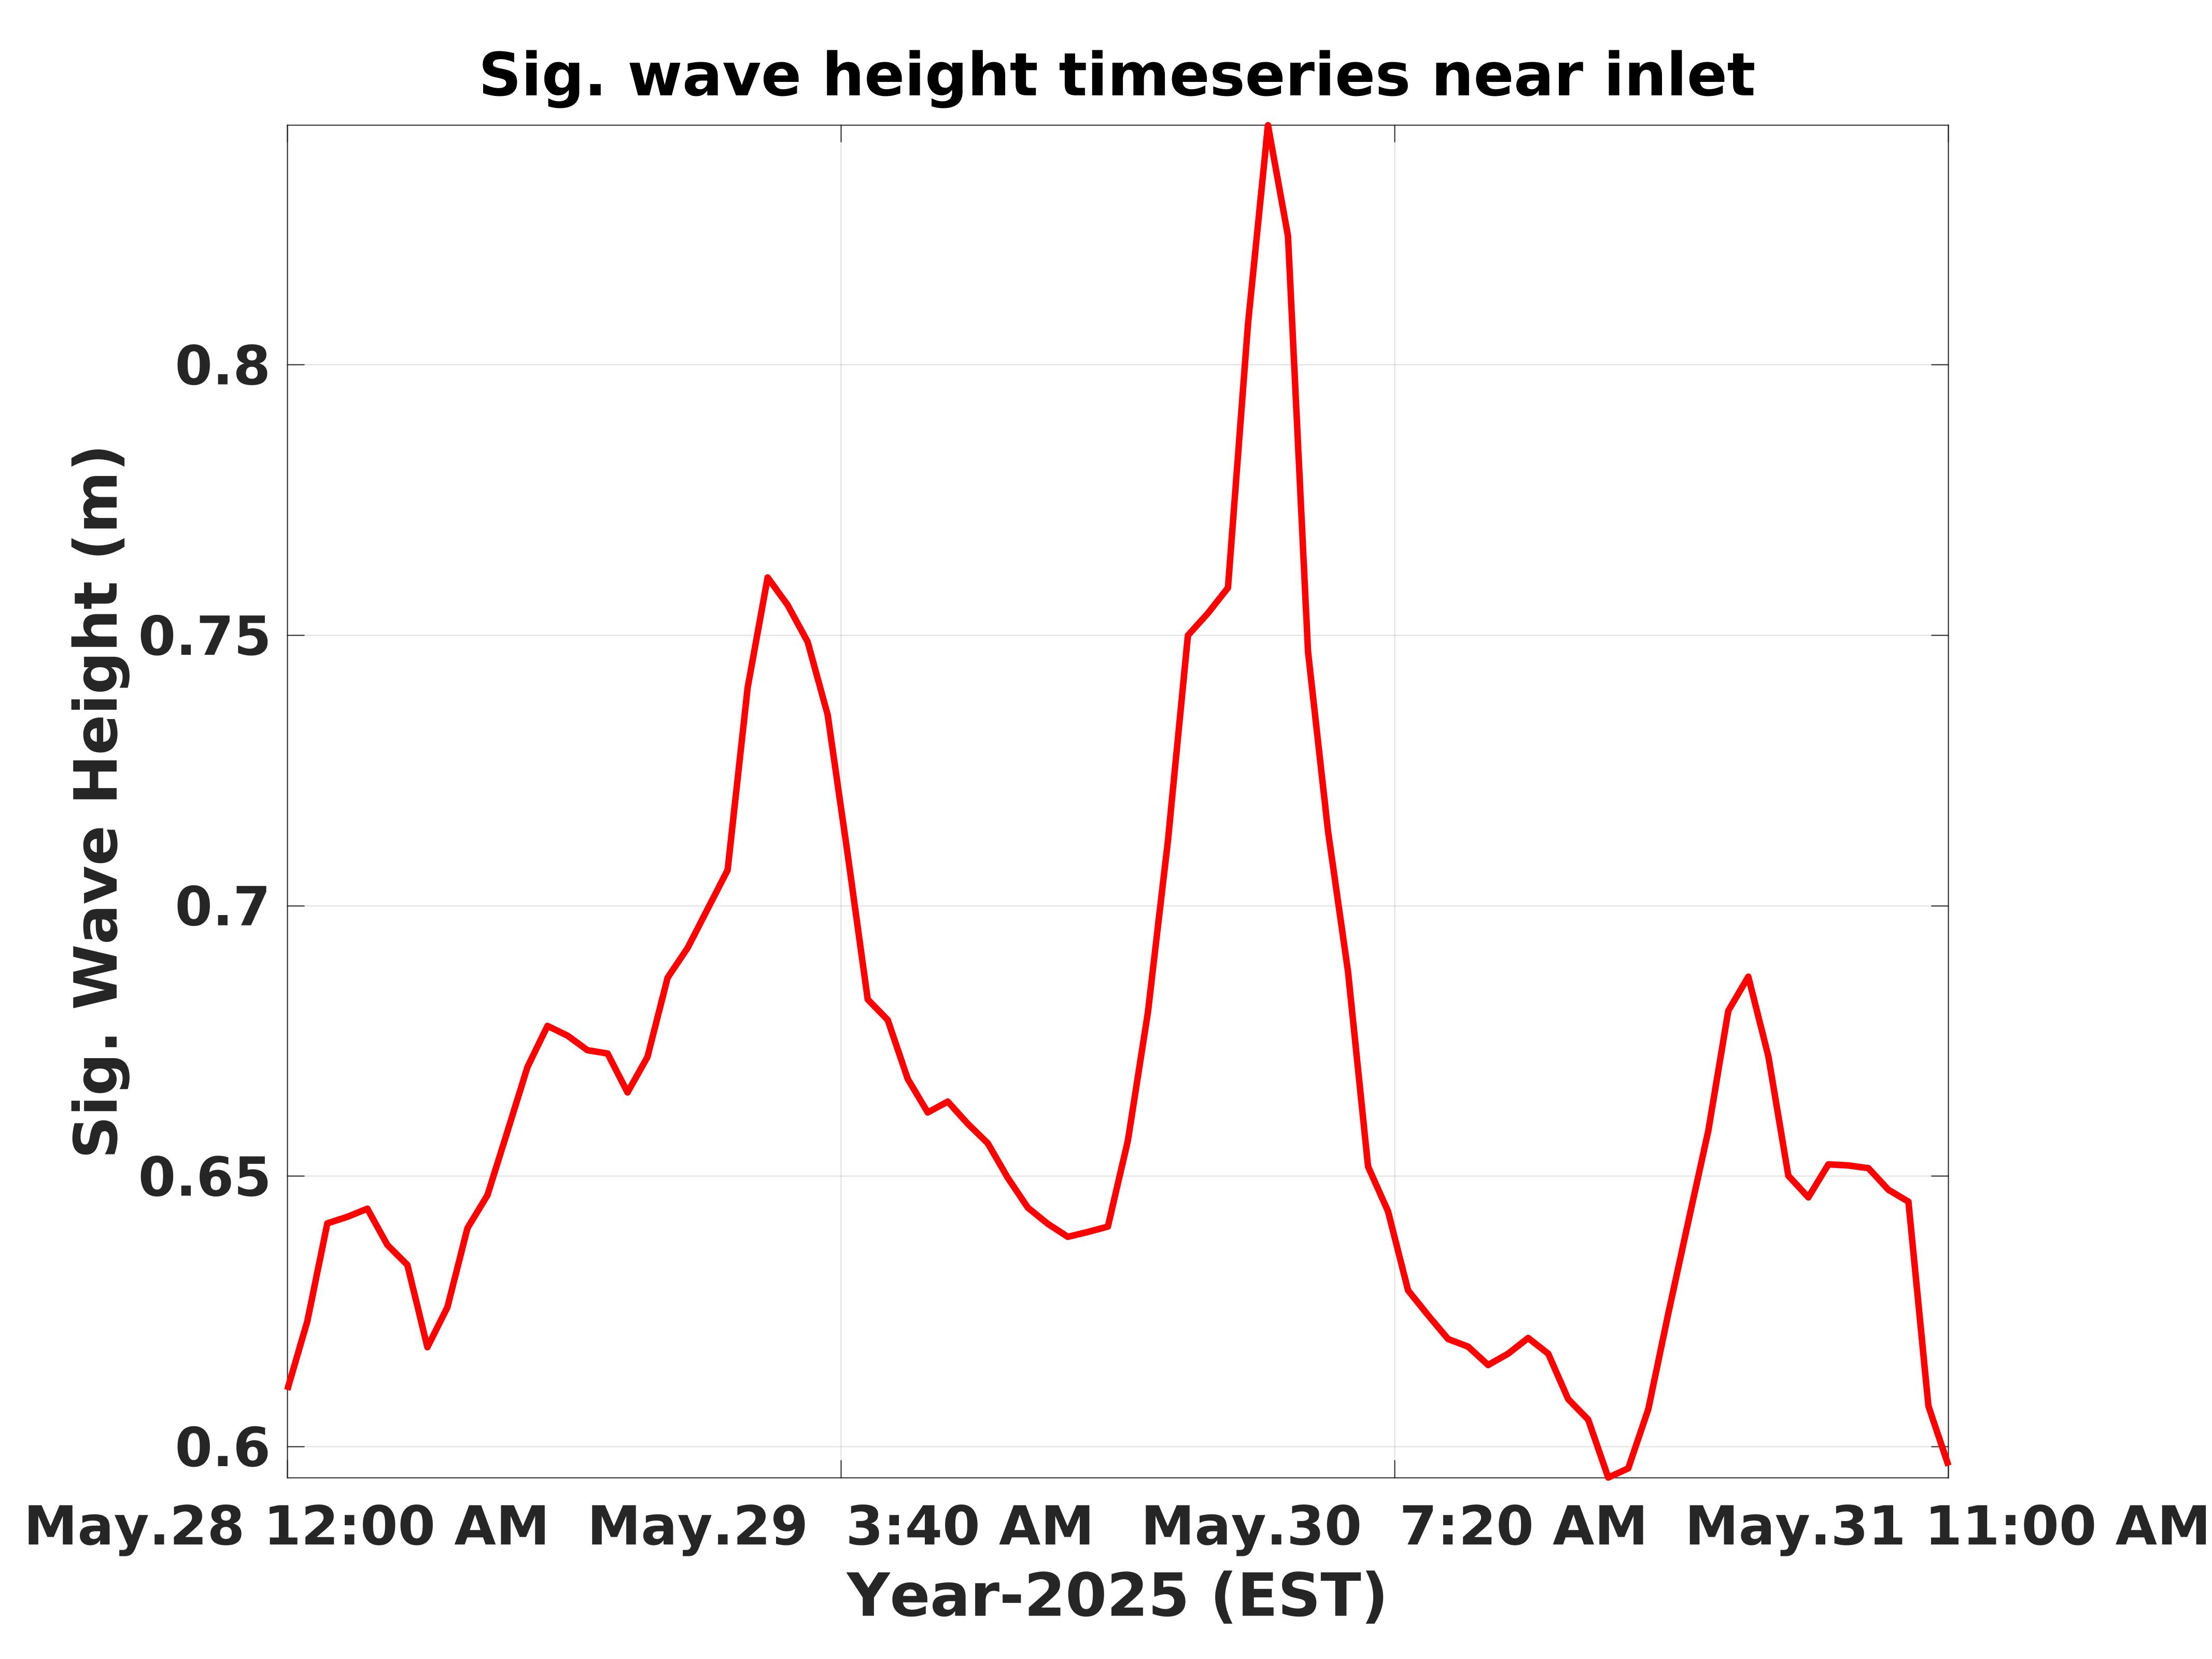 Sig. wave height timeseries near inlet
Sig. Wave Height (m)
0.8
0.75
0.7
0.65
0.6
May.28 12:00 AM May.29 3:40 AM May.30 7:20 AM May.31 11:00 AM
Year-2025 (EST)